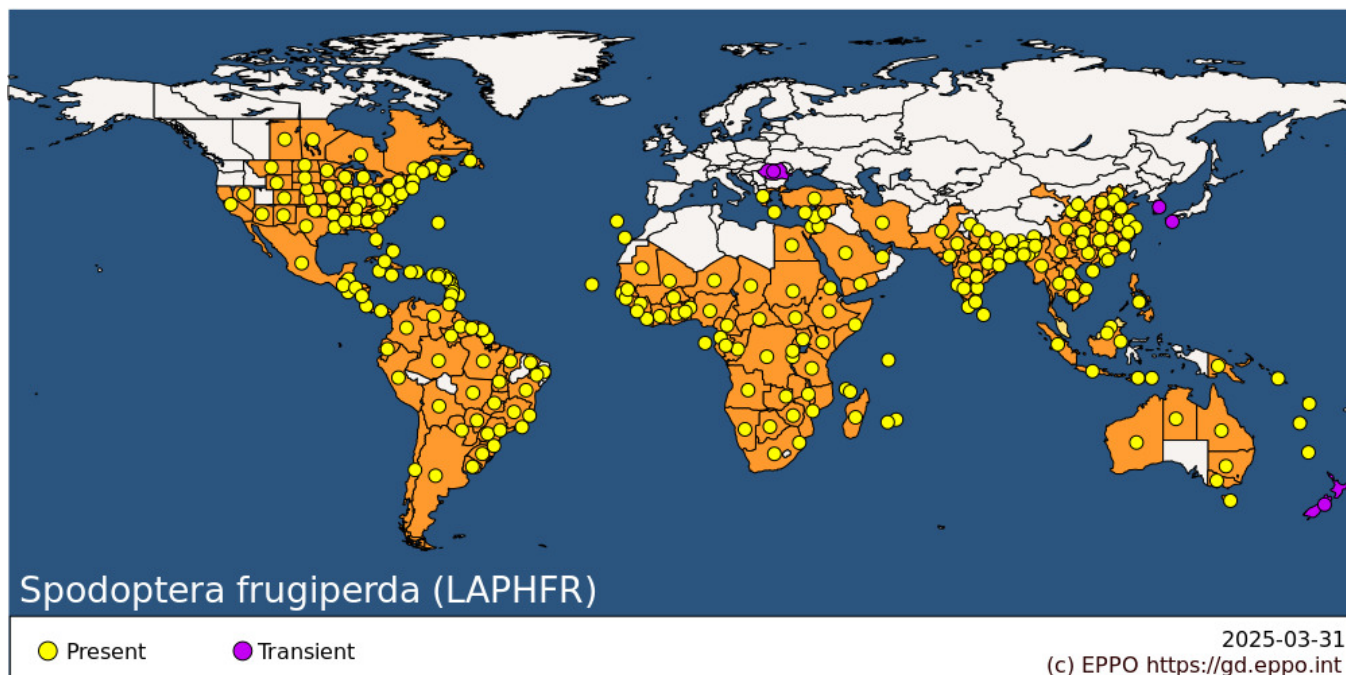 Spodoptera frugiperda (LAPHFR)
Present
Transient
2025-03-31
(c) EPPO https://gd.eppo.int